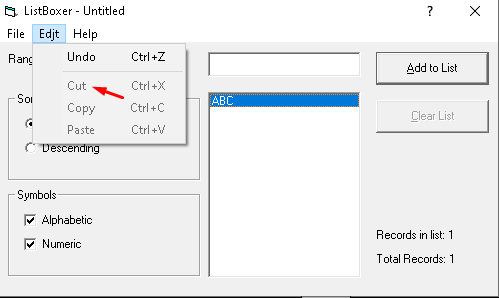 ListBoxer - Untitled
?
File Edjt Help
Undo Ctrl+Z
Cut Ctrl+X
Copy Ctrl+C
Paste Ctrl+V
Rang
Sor
Descending
Symbols
Alphabetic
Numeric
ABC
Add to List
Clear List
Records in list: 1
Total Records: 1